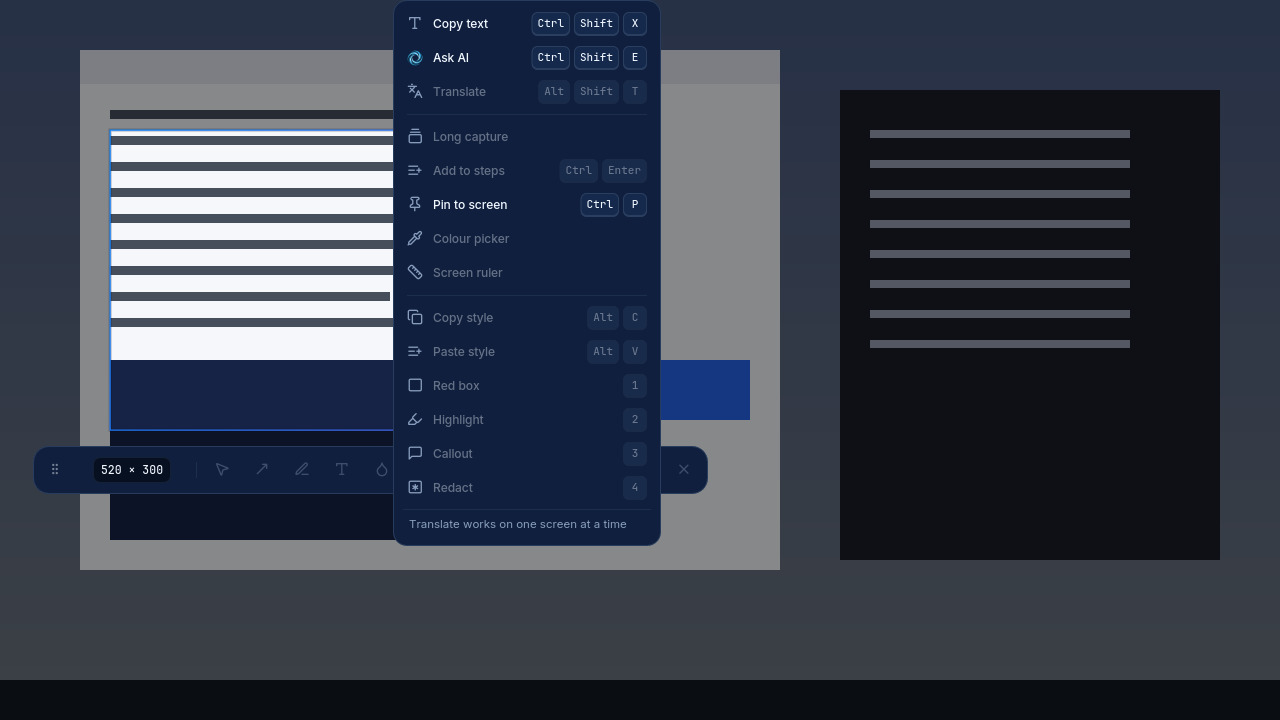 Copy text Ctrl Shift X
Ask AI Ctrl Shift E
Translate Alt Shift T
Long capture
Add to steps Ctrl Enter
Pin to screen Ctrl P
Colour picker
Screen ruler
Copy style Alt C
Paste style Alt V
Red box 1
Highlight 2
Callout 3
Redact 4
Translate works on one screen at a time
520 × 300